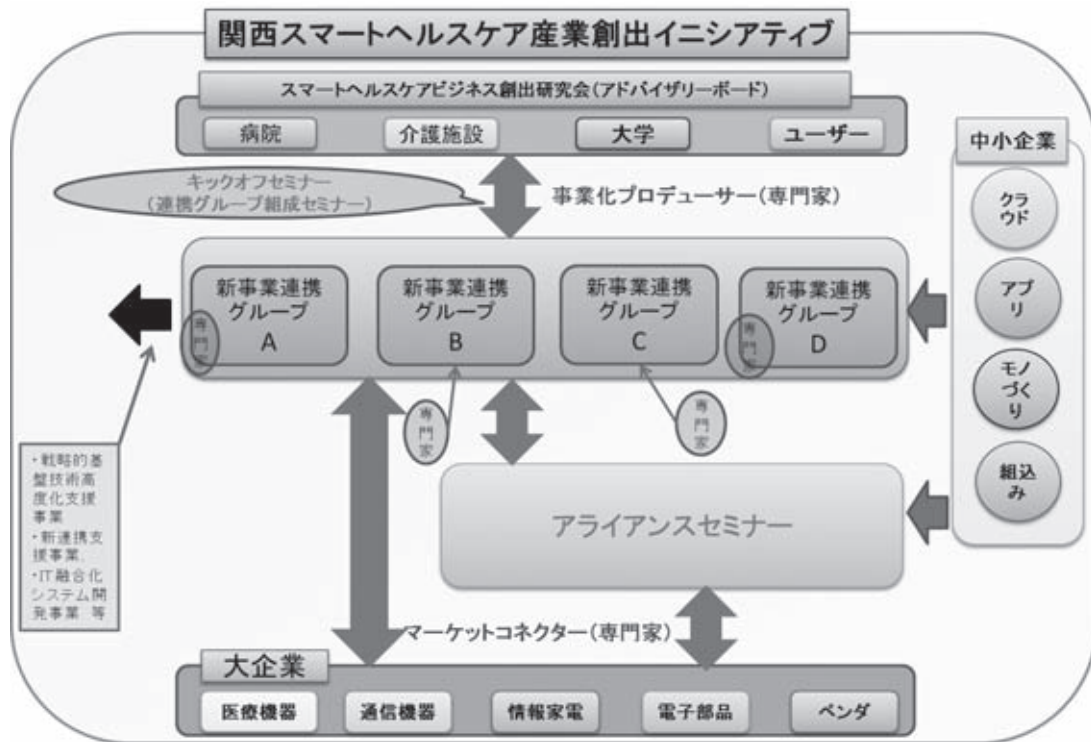 関西スマートヘルスケア産業創出イニシアティブ
スマートヘルスケアビジネス創出研究会(アドバイザリーボード)
病院
介護施設
大学
ユーザー
キックオフセミナー
(連携グループ組成セミナー)
事業化プロデューサー(専門家)
中小企業
クラ
ウド
アプ
リ
モノ
づく
り
組込
み
新事業連携
グループ
A
専
門
家
新事業連携
グループ
B
専
門
家
新事業連携
グループ
C
専
門
家
新事業連携
グループ
D
専
門
家
・戦略的基
盤技術高
度化支援
事業
・新連携支
援事業、
・IT融合化
システム開
発事業 等
アライアンスセミナー
マーケットコネクター(専門家)
大企業
医療機器
通信機器
情報家電
電子部品
ベンダ